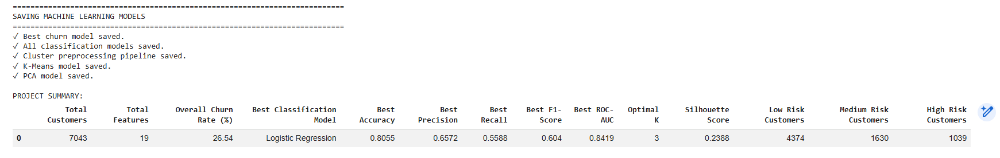 ===========================================================================
SAVING MACHINE LEARNING MODELS
===========================================================================
✓ Best churn model saved.
✓ All classification models saved.
✓ Cluster preprocessing pipeline saved.
✓ K-Means model saved.
✓ PCA model saved.
PROJECT SUMMARY:
Total Total Overall Churn Best Classification Best Best Best Best F1- Best ROC- Optimal Silhouette Low Risk Medium Risk High Risk
Customers Features Rate (%) Model Accuracy Precision Recall Score AUC K Score Customers Customers Customers
0 7043 19 26.54 Logistic Regression 0.8055 0.6572 0.5588 0.604 0.8419 3 0.2388 4374 1630 1039